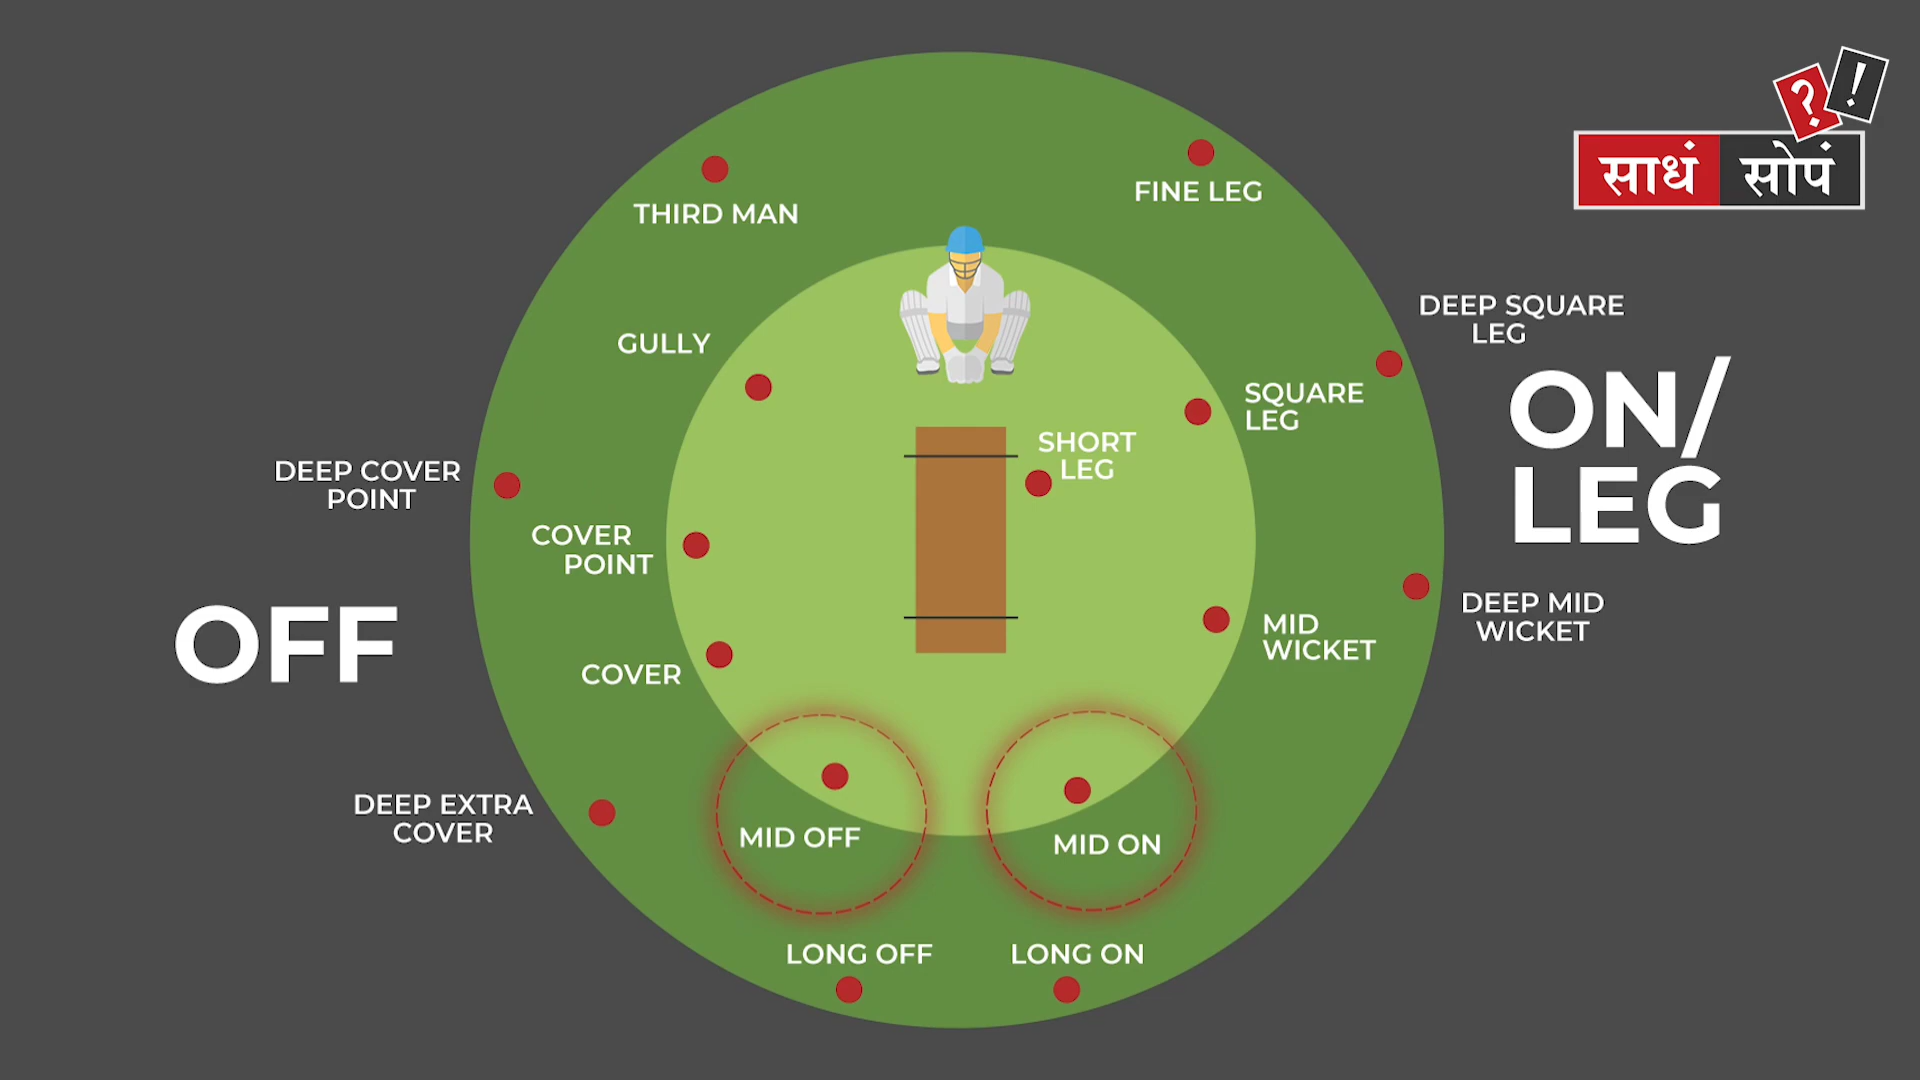 ? !
साधं सोपं
FINE LEG
THIRD MAN
DEEP SQUARE
LEG
GULLY
SQUARE
LEG
ON/
LEG
SHORT
LEG
DEEP COVER
POINT
COVER
POINT
OFF
DEEP MID
WICKET
MID
WICKET
COVER
DEEP EXTRA
COVER
MID OFF
MID ON
LONG OFF
LONG ON